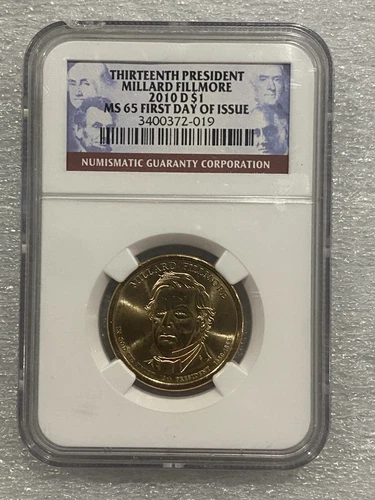 THIRTEENTH PRESIDENT
MILLARD FILLMORE
2010 D $1
MS 65 FIRST DAY OF ISSUE
3400372-019
NUMISMATIC GUARANTY CORPORATION
MILLARD FILLMORE
PRESIDENT